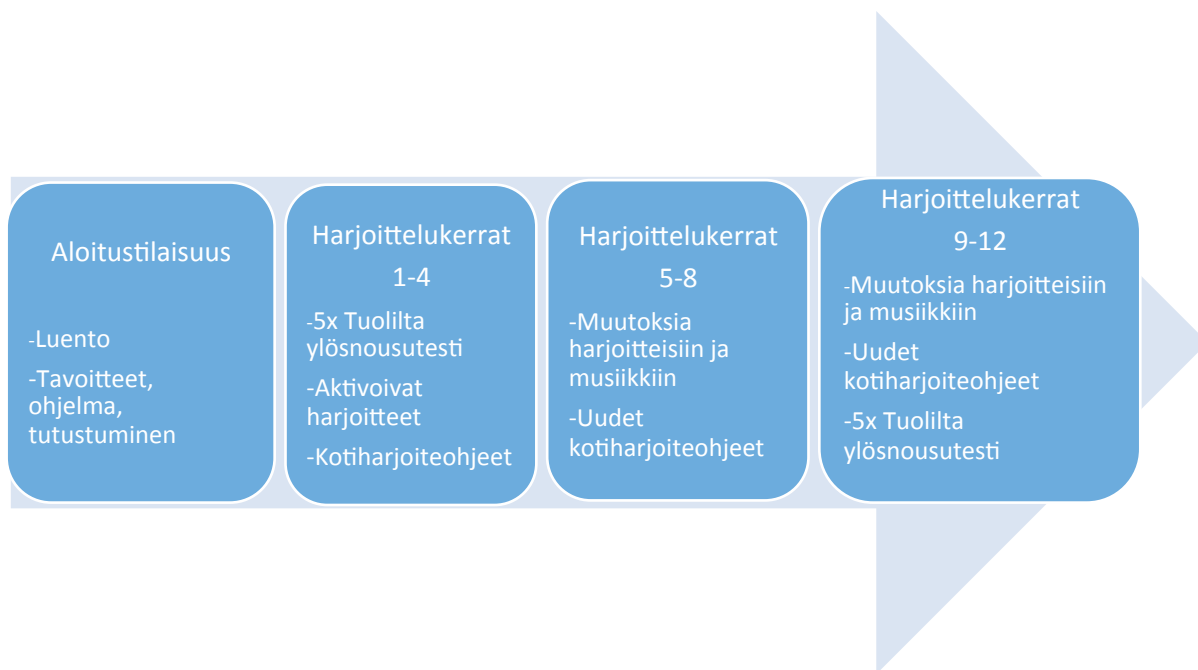 Aloitustilaisuus
-Luento
-Tavoitteet,
ohjelma,
tutustuminen
Harjoittelukerrat
1-4
-5x Tuolilta
ylösnousutesti
-Aktivoivat
harjoitteet
-Kotiharjoiteohjeet
Harjoittelukerrat
5-8
-Muutoksia
harjoitteisiin ja
musiikkiin
-Uudet
kotiharjoiteohjeet
Harjoittelukerrat
9-12
-Muutoksia harjoitteisiin
ja musiikkiin
-Uudet
kotiharjoiteohjeet
-5x Tuolilta
ylösnousutesti